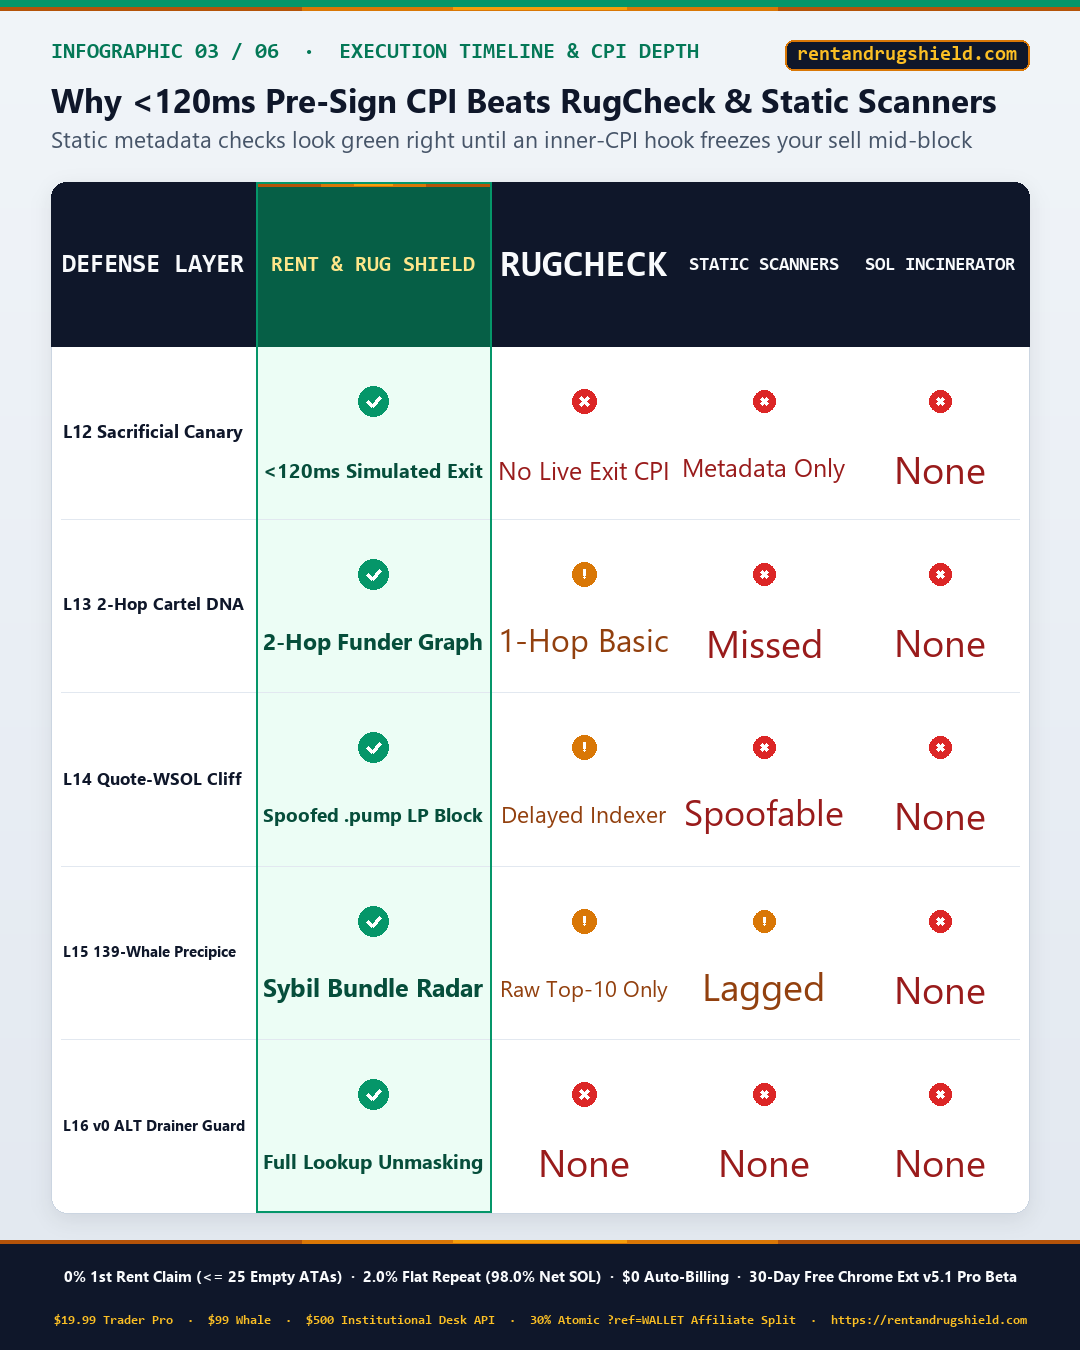 INFOGRAPHIC 03 / 06 · EXECUTION TIMELINE & CPI DEPTH
rentandrugshield.com
Why <120ms Pre-Sign CPI Beats RugCheck & Static Scanners
Static metadata checks look green right until an inner-CPI hook freezes your sell mid-block
DEFENSE LAYER RENT & RUG SHIELD RUGCHECK STATIC SCANNERS SOL INCINERATOR
L12 Sacrificial Canary
<120ms Simulated Exit No Live Exit CPI Metadata Only None
L13 2-Hop Cartel DNA
2-Hop Funder Graph 1-Hop Basic Missed None
L14 Quote-WSOL Cliff
Spoofed .pump LP Block Delayed Indexer Spoofable None
L15 139-Whale Precipice
Sybil Bundle Radar Raw Top-10 Only Lagged None
L16 v0 ALT Drainer Guard
Full Lookup Unmasking None None None
0% 1st Rent Claim (<= 25 Empty ATAs) · 2.0% Flat Repeat (98.0% Net SOL) · $0 Auto-Billing · 30-Day Free Chrome Ext v5.1 Pro Beta
$19.99 Trader Pro · $99 Whale · $500 Institutional Desk API · 30% Atomic ?ref=WALLET Affiliate Split · https://rentandrugshield.com